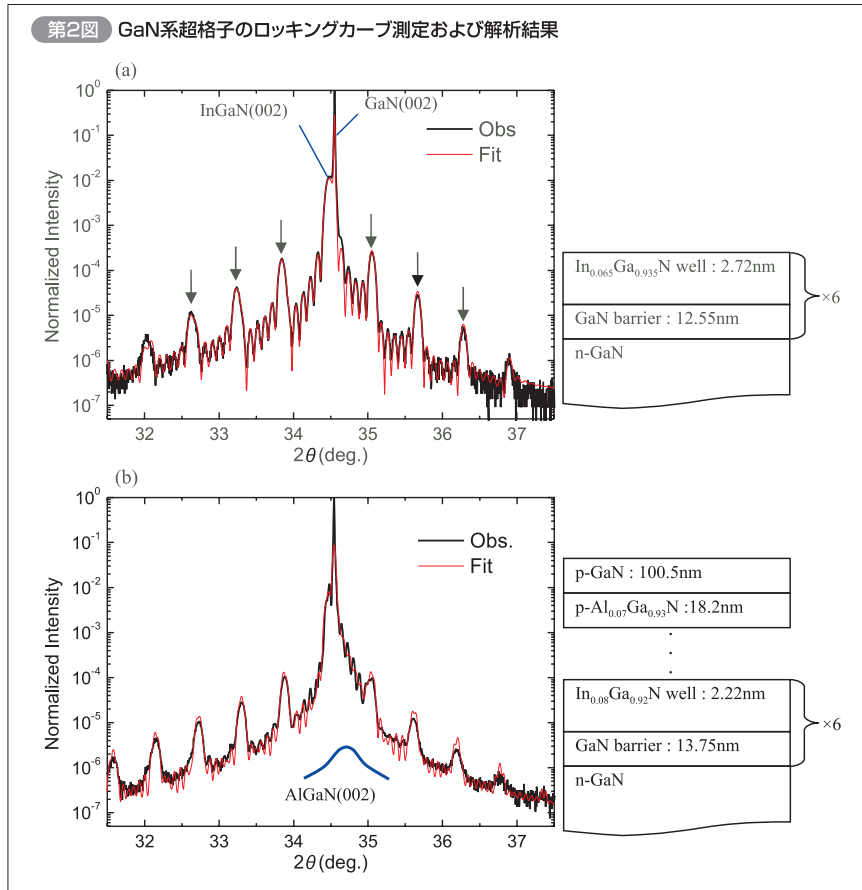 第2図 GaN系超格子のロッキングカーブ測定および解析結果
(a)
InGaN(002)
GaN(002)
Obs
Fit
Normalized Intensity
10^0
10^-1
10^-2
10^-3
10^-4
10^-5
10^-6
10^-7
32 33 34 35 36 37
2θ(deg.)
In_0.065Ga_0.935N well : 2.72nm
GaN barrier : 12.55nm
×6
n-GaN
(b)
Obs.
Fit
Normalized Intensity
10^0
10^-1
10^-2
10^-3
10^-4
10^-5
10^-6
10^-7
AlGaN(002)
32 33 34 35 36 37
2θ(deg.)
p-GaN : 100.5nm
p-Al_0.07Ga_0.93N :18.2nm
In_0.08Ga_0.92N well : 2.22nm
GaN barrier : 13.75nm
×6
n-GaN